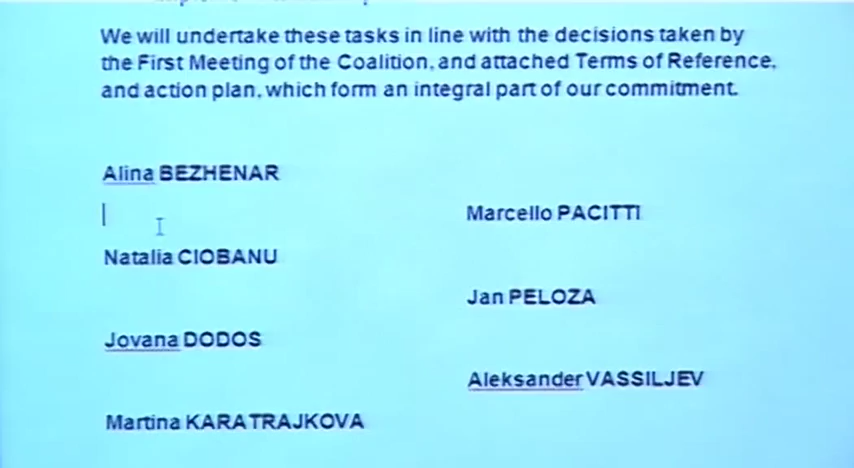 We will undertake these tasks in line with the decisions taken by
the First Meeting of the Coalition, and attached Terms of Reference,
and action plan, which form an integral part of our commitment.
Alina BEZHENAR
Marcello PACITTI
Natalia CIOBANU
Jan PELOZA
Jovana DODOS
Aleksander VASSILJEV
Martina KARATRAJKOVA